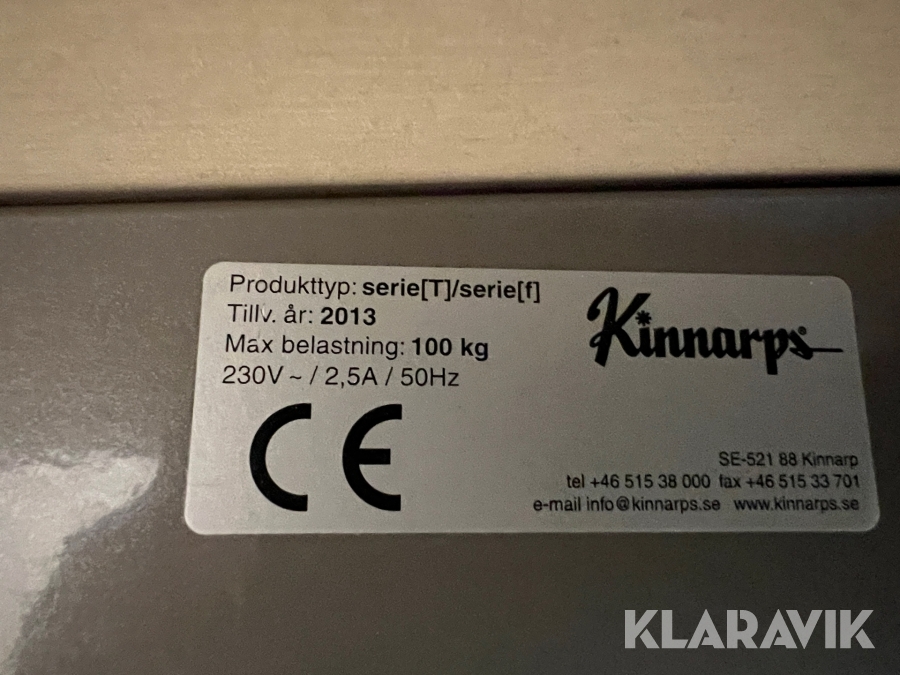 Produkttyp: serie[T]/serie[f]
Tillv. år: 2013
Max belastning: 100 kg
230V ~ / 2,5A / 50Hz
CE
Kinnarps
SE-521 88 Kinnarp
tel +46 515 38 000 fax +46 515 33 701
e-mail info@kinnarps.se www.kinnarps.se
KLARAVIK